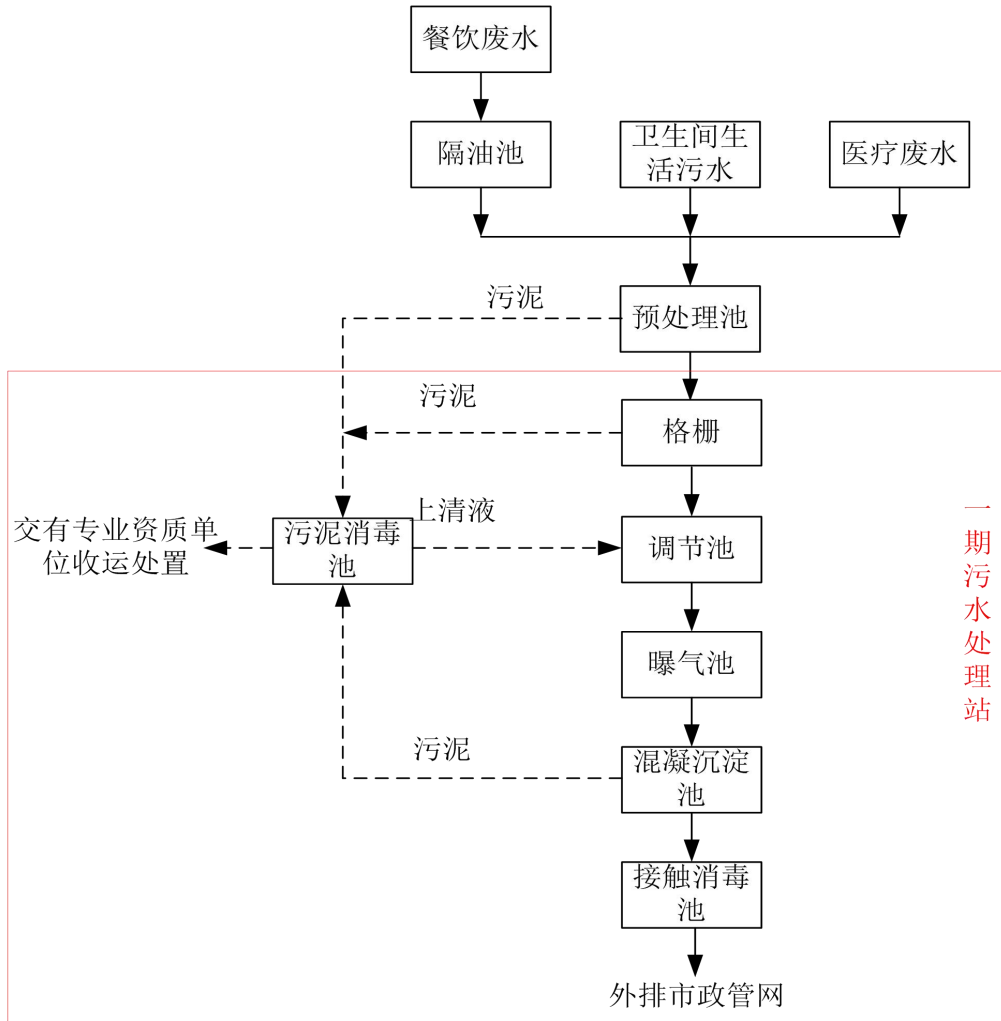 餐饮废水
隔油池
卫生间生
活污水
医疗废水
污泥
预处理池
污泥
格栅
交有专业资质单
位收运处置
污泥消毒
池
上清液
调节池
曝气池
污泥
混凝沉淀
池
接触消毒
池
外排市政管网
一
期
污
水
处
理
站